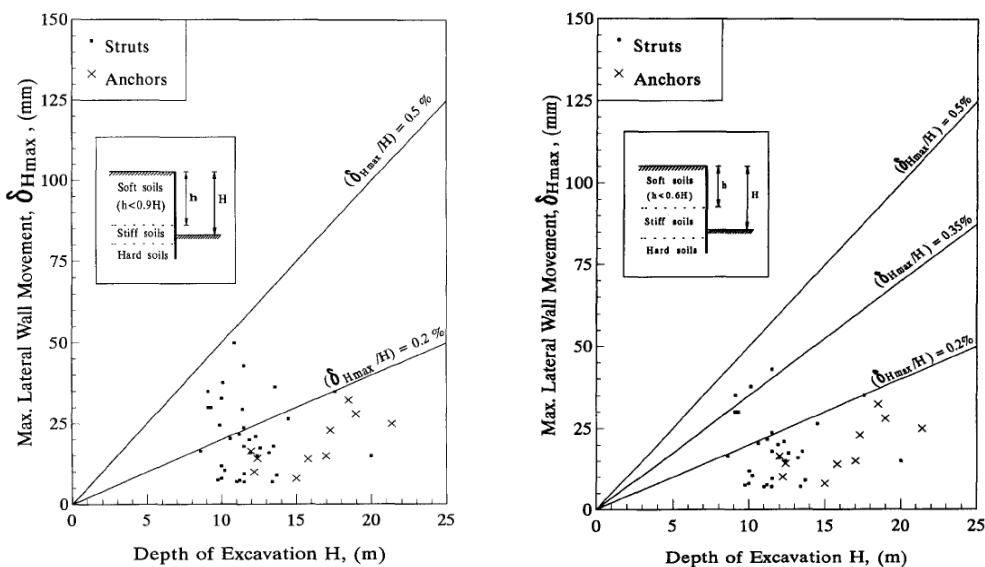 150
125
100
75
50
25
0
0 5 10 15 20 25
Max. Lateral Wall Movement, δHmax , (mm)
Depth of Excavation H, (m)
Struts
Anchors
Soft soils
(h<0.9H)
Stiff soils
Hard soils
h
H
(δHmax /H) = 0.5 %
(δHmax /H) = 0.2 %
150
125
100
75
50
25
0
0 5 10 15 20 25
Max. Lateral Wall Movement, δHmax , (mm)
Depth of Excavation H, (m)
Struts
Anchors
Soft soils
(h<0.6H)
Stiff soils
Hard soils
h
H
(δHmax/H) = 0.5%
(δHmax/H) = 0.35%
(δHmax/H) = 0.2%